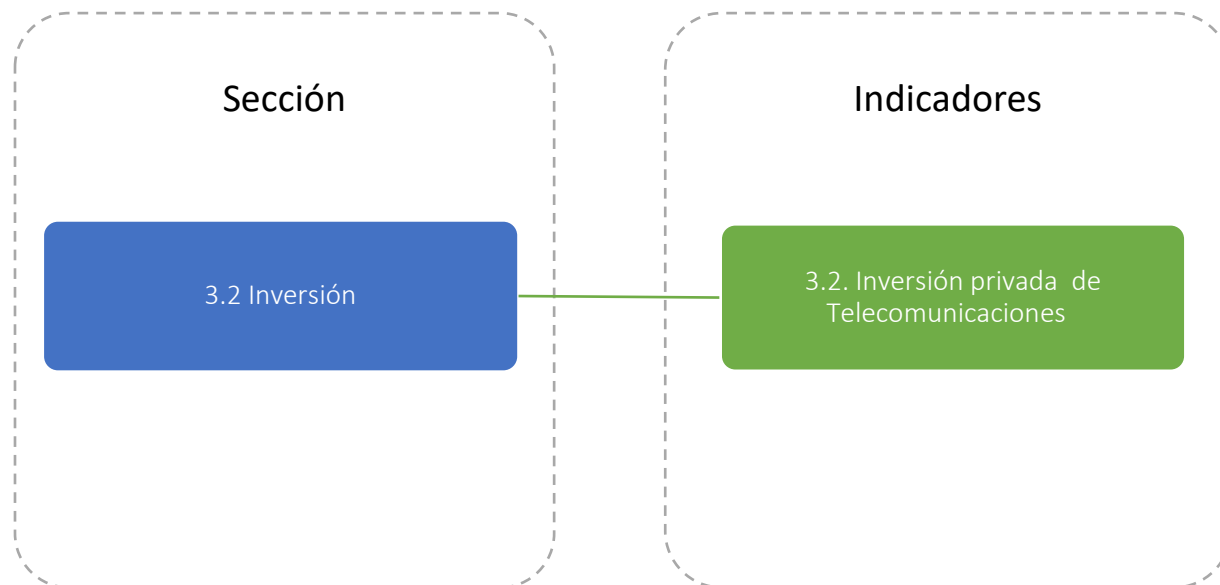 Sección
Indicadores
3.2 Inversión
3.2. Inversión privada  de
Telecomunicaciones